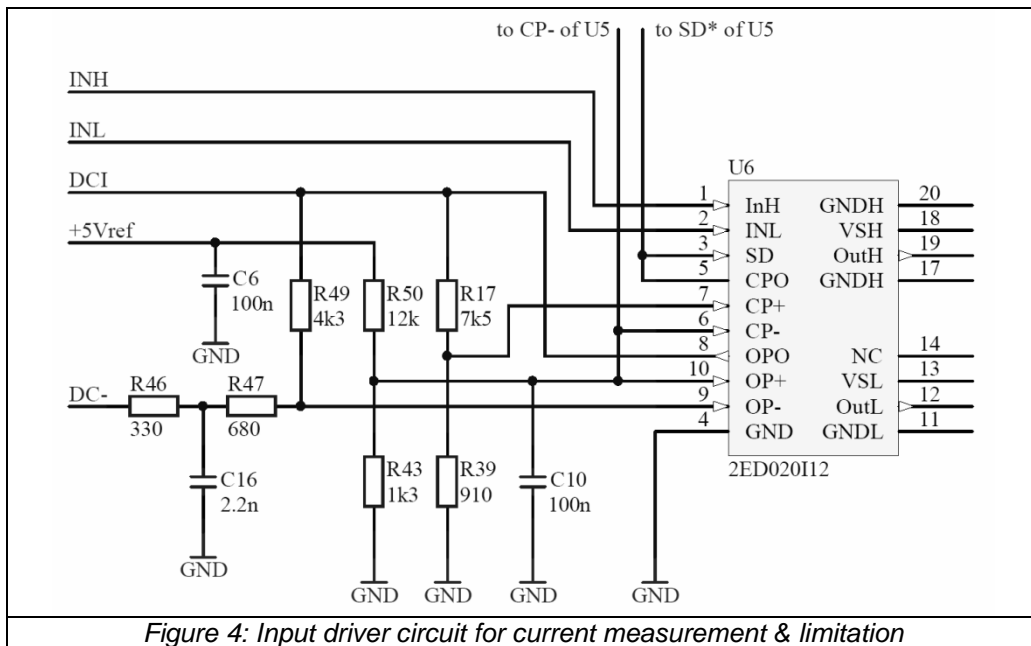 to CP- of U5 to SD* of U5
INH
INL
DCI
+5Vref
U6
1 InH GNDH 20
2 INL VSH 18
3 SD OutH 19
5 CPO GNDH 17
7 CP+
6 CP-
8 OPO NC 14
10 OP+ VSL 13
9 OP- OutL 12
4 GND GNDL 11
2ED020I12
C6
100n
GND
R49
4k3
R50
12k
R17
7k5
DC-
R46
330
R47
680
C16
2.2n
GND
R43
1k3
R39
910
C10
100n
GND GND GND GND
Figure 4: Input driver circuit for current measurement & limitation